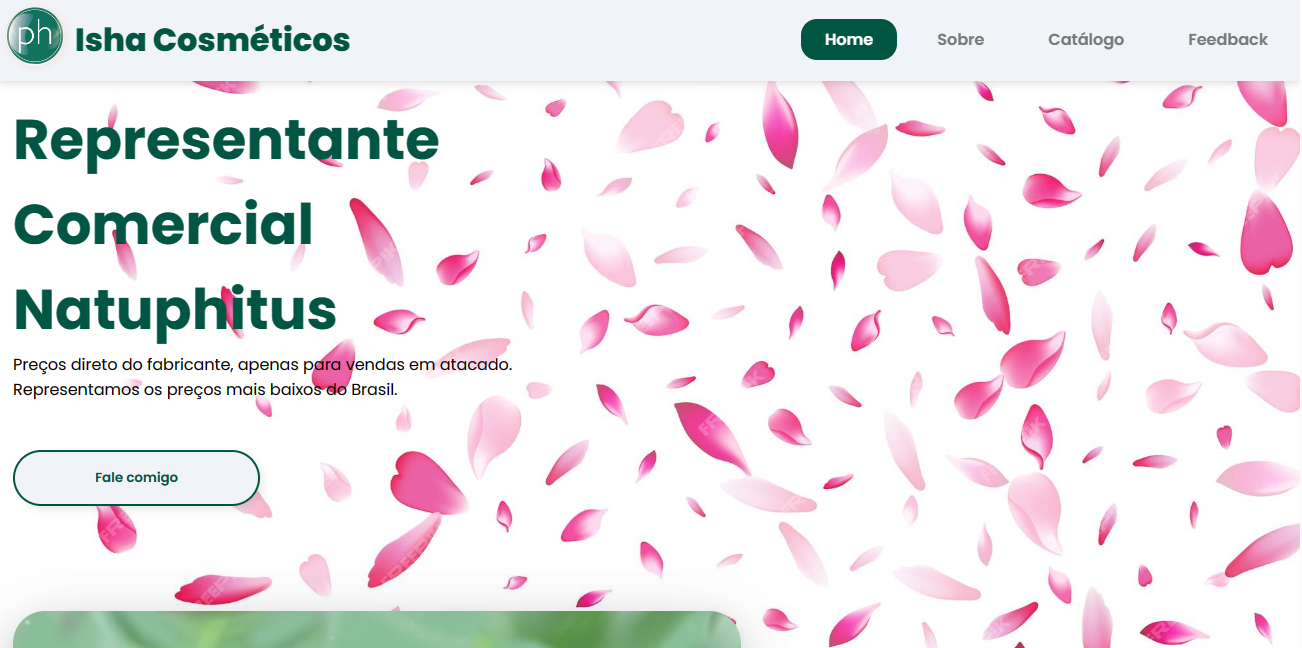 ph
Isha Cosméticos
Home
Sobre
Catálogo
Feedback
Representante
Comercial
Natuphitus
Preços direto do fabricante, apenas para vendas em atacado.
Representamos os preços mais baixos do Brasil.
Fale comigo